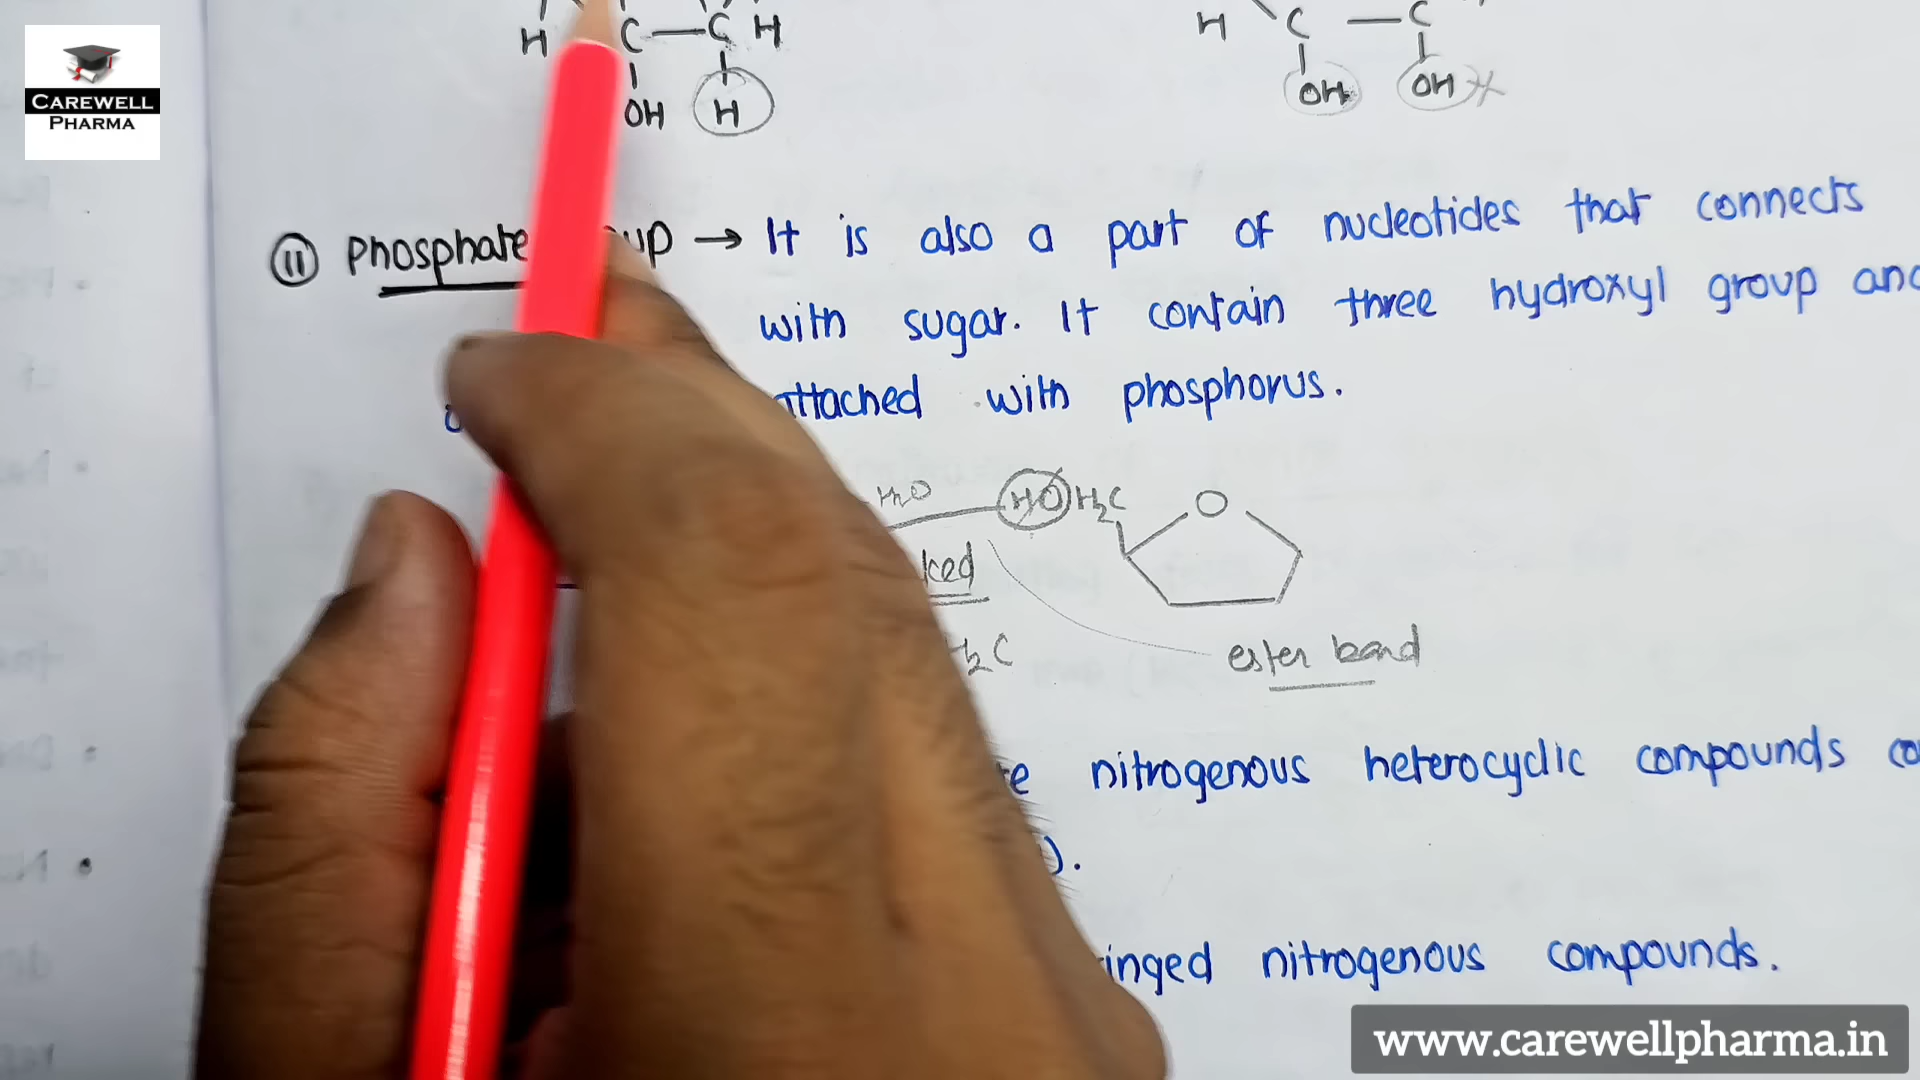 CAREWELL
PHARMA
H C — C H
OH H
H C — C
OH OH
(ii) Phosphate → It is also a part of nucleotides that connects
with sugar. It contain three hydroxyl group and
attached with phosphorus.
H2O HO H2C O
H2C ester bond
nitrogenous heterocyclic compounds
nitrogenous compounds.
www.carewellpharma.in